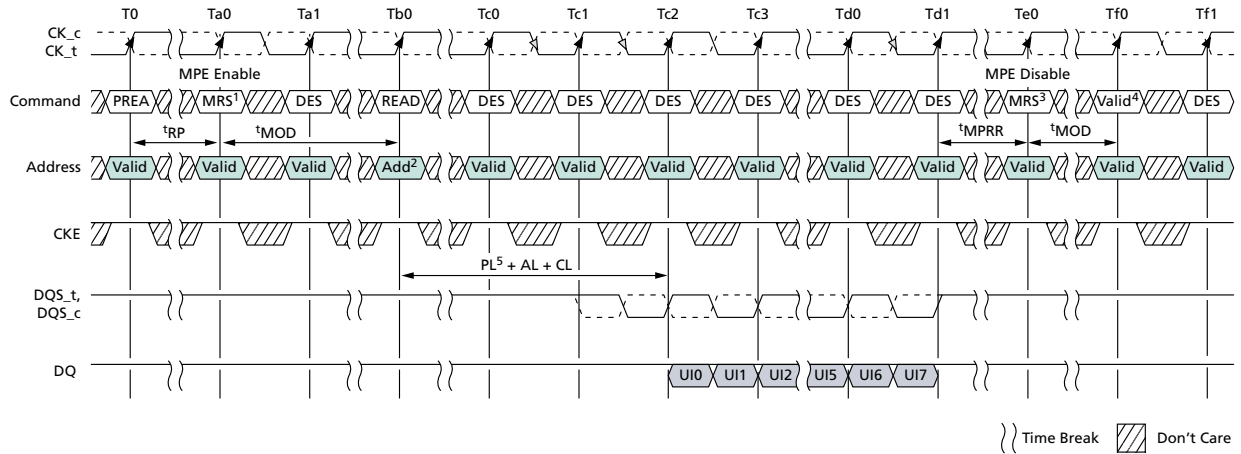 T0 Ta0 Ta1 Tb0 Tc0 Tc1 Tc2 Tc3 Td0 Td1 Te0 Tf0 Tf1
CK_c
CK_t
MPE Enable MPE Disable
Command PREA MRS1 DES READ DES DES DES DES DES DES MRS3 Valid4 DES
tRP tMOD tMPRR tMOD
Address Valid Valid Valid Add2 Valid Valid Valid Valid Valid Valid Valid Valid Valid
CKE
PL5 + AL + CL
DQS_t,
DQS_c
DQ UI0 UI1 UI2 UI5 UI6 UI7
Time Break Don't Care